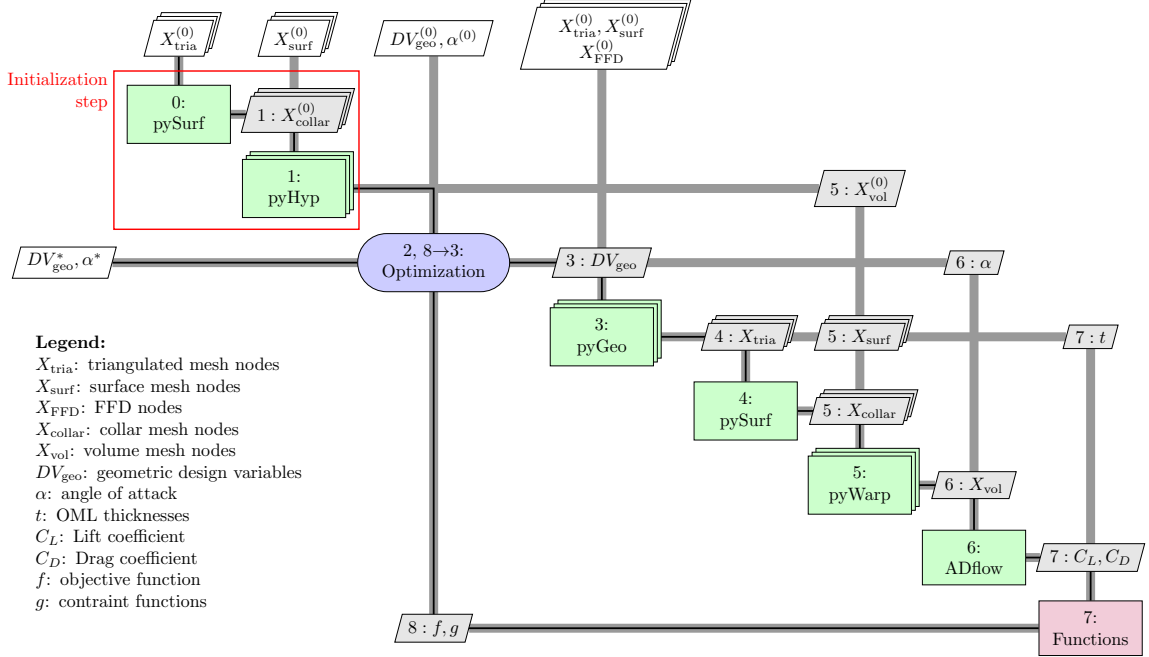 X_tria^(0)
X_surf^(0)
DV_geo^(0), α^(0)
X_tria^(0), X_surf^(0)
X_FFD^(0)
Initialization
step
0:
pySurf
1 : X_collar^(0)
1:
pyHyp
5 : X_vol^(0)
DV_geo^*, α^*
2, 8→3:
Optimization
3 : DV_geo
6 : α
3:
pyGeo
4 : X_tria
5 : X_surf
7 : t
4:
pySurf
5 : X_collar
5:
pyWarp
6 : X_vol
6:
ADflow
7 : C_L, C_D
8 : f, g
7:
Functions
Legend:
X_tria: triangulated mesh nodes
X_surf: surface mesh nodes
X_FFD: FFD nodes
X_collar: collar mesh nodes
X_vol: volume mesh nodes
DV_geo: geometric design variables
α: angle of attack
t: OML thicknesses
C_L: Lift coefficient
C_D: Drag coefficient
f: objective function
g: contraint functions